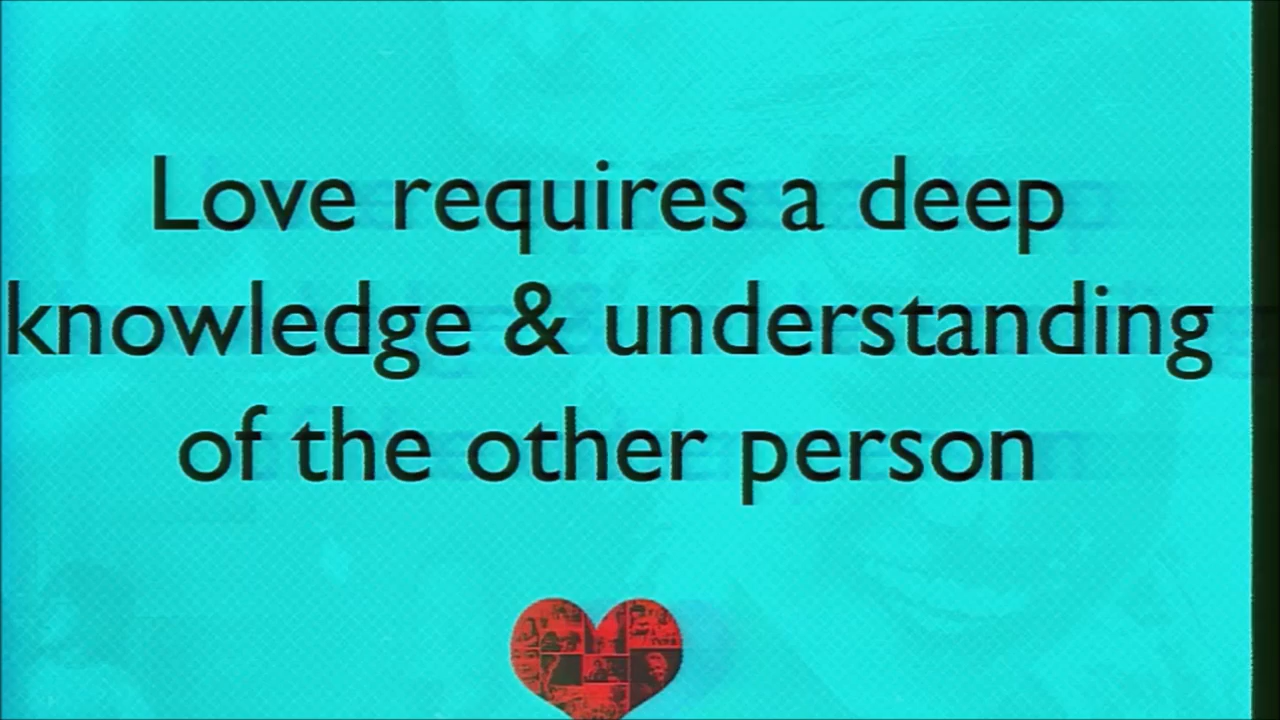 Love requires a deep
knowledge & understanding
of the other person